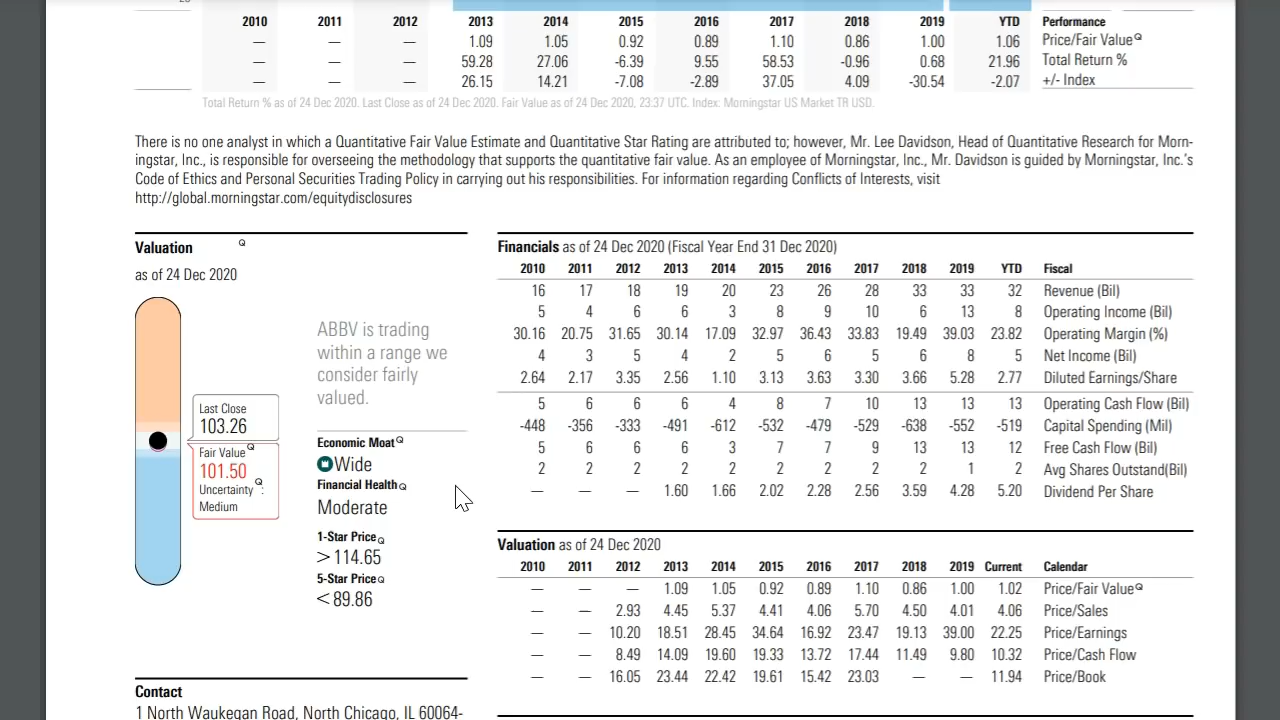 2010 2011 2012 2013 2014 2015 2016 2017 2018 2019 YTD Performance
— — — 1.09 1.05 0.92 0.89 1.10 0.86 1.00 1.06 Price/Fair Value Q
— — — 59.28 27.06 -6.39 9.55 58.53 -0.96 0.68 21.96 Total Return %
— — — 26.15 14.21 -7.08 -2.89 37.05 4.09 -30.54 -2.07 +/- Index
Total Return % as of 24 Dec 2020. Last Close as of 24 Dec 2020. Fair Value as of 24 Dec 2020, 23:37 UTC. Index: Morningstar US Market TR USD.
There is no one analyst in which a Quantitative Fair Value Estimate and Quantitative Star Rating are attributed to; however, Mr. Lee Davidson, Head of Quantitative Research for Morn-
ingstar, Inc., is responsible for overseeing the methodology that supports the quantitative fair value. As an employee of Morningstar, Inc., Mr. Davidson is guided by Morningstar, Inc.'s
Code of Ethics and Personal Securities Trading Policy in carrying out his responsibilities. For information regarding Conflicts of Interests, visit
http://global.morningstar.com/equitydisclosures
Valuation Q
as of 24 Dec 2020
ABBV is trading
within a range we
consider fairly
valued.
Last Close
103.26
Fair Value Q
101.50
Uncertainty Q :
Medium
Economic Moat Q
Wide
Financial Health Q
Moderate
1-Star Price Q
>114.65
5-Star Price Q
<89.86
Contact
1 North Waukegan Road, North Chicago, IL 60064-
Financials as of 24 Dec 2020 (Fiscal Year End 31 Dec 2020)
2010 2011 2012 2013 2014 2015 2016 2017 2018 2019 YTD Fiscal
16 17 18 19 20 23 26 28 33 33 32 Revenue (Bil)
5 4 6 6 3 8 9 10 6 13 8 Operating Income (Bil)
30.16 20.75 31.65 30.14 17.09 32.97 36.43 33.83 19.49 39.03 23.82 Operating Margin (%)
4 3 5 4 2 5 6 5 6 8 5 Net Income (Bil)
2.64 2.17 3.35 2.56 1.10 3.13 3.63 3.30 3.66 5.28 2.77 Diluted Earnings/Share
5 6 6 6 4 8 7 10 13 13 13 Operating Cash Flow (Bil)
-448 -356 -333 -491 -612 -532 -479 -529 -638 -552 -519 Capital Spending (Mil)
5 6 6 6 3 7 7 9 13 13 12 Free Cash Flow (Bil)
2 2 2 2 2 2 2 2 2 1 2 Avg Shares Outstand(Bil)
— — — 1.60 1.66 2.02 2.28 2.56 3.59 4.28 5.20 Dividend Per Share
Valuation as of 24 Dec 2020
2010 2011 2012 2013 2014 2015 2016 2017 2018 2019 Current Calendar
— — — 1.09 1.05 0.92 0.89 1.10 0.86 1.00 1.02 Price/Fair Value Q
— — 2.93 4.45 5.37 4.41 4.06 5.70 4.50 4.01 4.06 Price/Sales
— — 10.20 18.51 28.45 34.64 16.92 23.47 19.13 39.00 22.25 Price/Earnings
— — 8.49 14.09 19.60 19.33 13.72 17.44 11.49 9.80 10.32 Price/Cash Flow
— — 16.05 23.44 22.42 19.61 15.42 23.03 — — 11.94 Price/Book